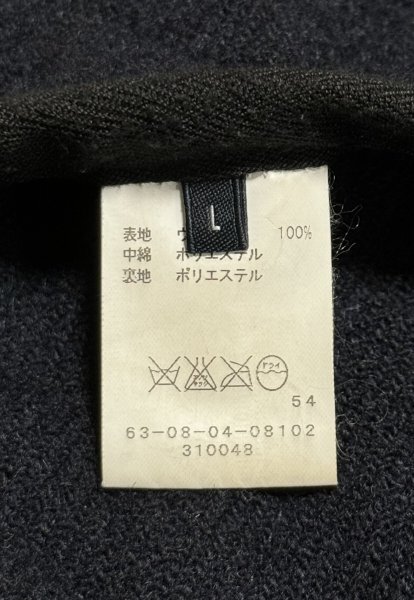 L
表地 ウ 100%
中綿 ポリエステル
裏地 ポリエステル
ドライ
54
63-08-04-08102
310048